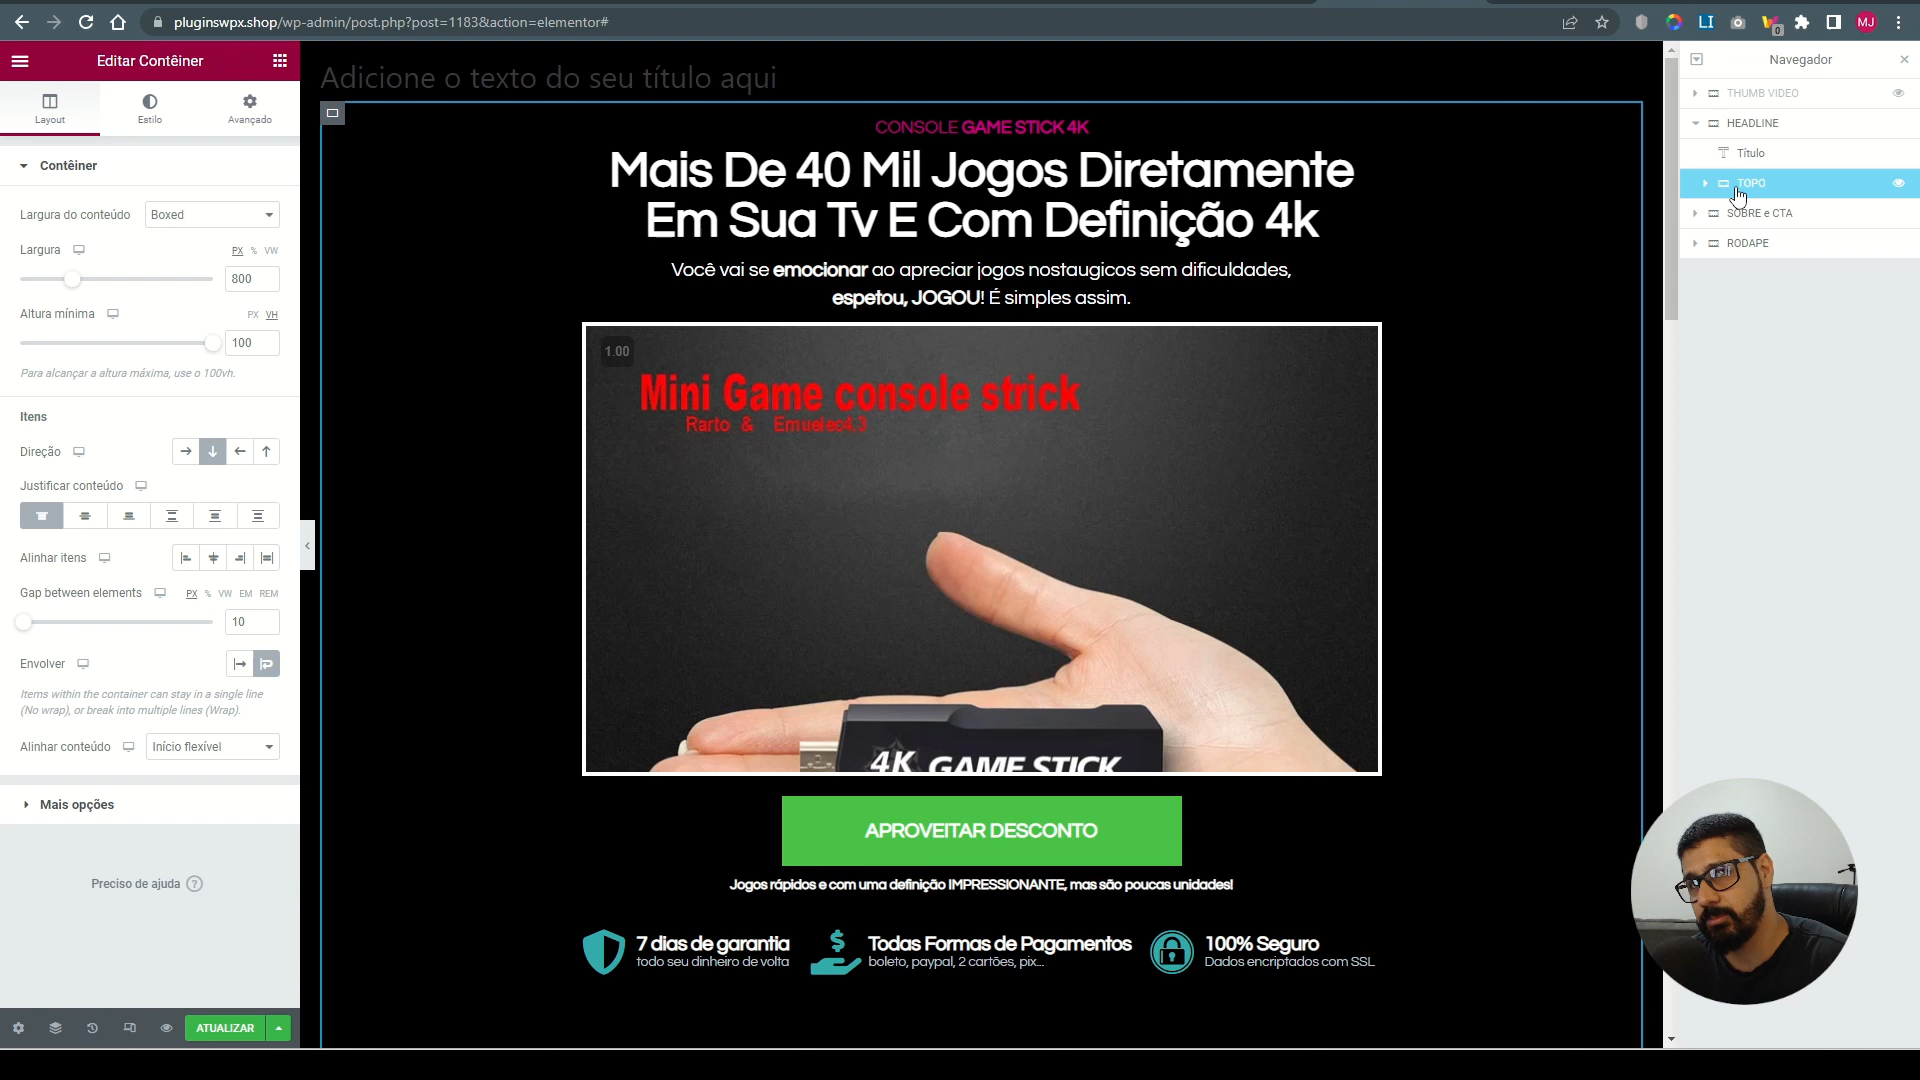 pluginswpx.shop/wp-admin/post.php?post=1183&action=elementor#
LI
0
MJ
Editar Contêiner
Layout
Estilo
Avançado
Contêiner
Largura do conteúdo
Boxed
Largura
PX % VW
800
Altura mínima
PX VH
100
Para alcançar a altura máxima, use o 100vh.
Itens
Direção
Justificar conteúdo
Alinhar itens
Gap between elements
PX % VW EM REM
10
Envolver
Items within the container can stay in a single line
(No wrap), or break into multiple lines (Wrap).
Alinhar conteúdo
Início flexível
Mais opções
Preciso de ajuda ?
ATUALIZAR
Adicione o texto do seu título aqui
CONSOLE GAME STICK 4K
Mais De 40 Mil Jogos Diretamente
Em Sua Tv E Com Definição 4k
Você vai se emocionar ao apreciar jogos nostaugicos sem dificuldades,
espetou, JOGOU! É simples assim.
1.00
Mini Game console strick
Rarto & Emuelec4.3
4K GAME STICK
APROVEITAR DESCONTO
Jogos rápidos e com uma definição IMPRESSIONANTE, mas são poucas unidades!
7 dias de garantia
todo seu dinheiro de volta
Todas Formas de Pagamentos
boleto, paypal, 2 cartões, pix...
100% Seguro
Dados encriptados com SSL
Navegador
THUMB VIDEO
HEADLINE
Título
TOPO
SOBRE e CTA
RODAPE